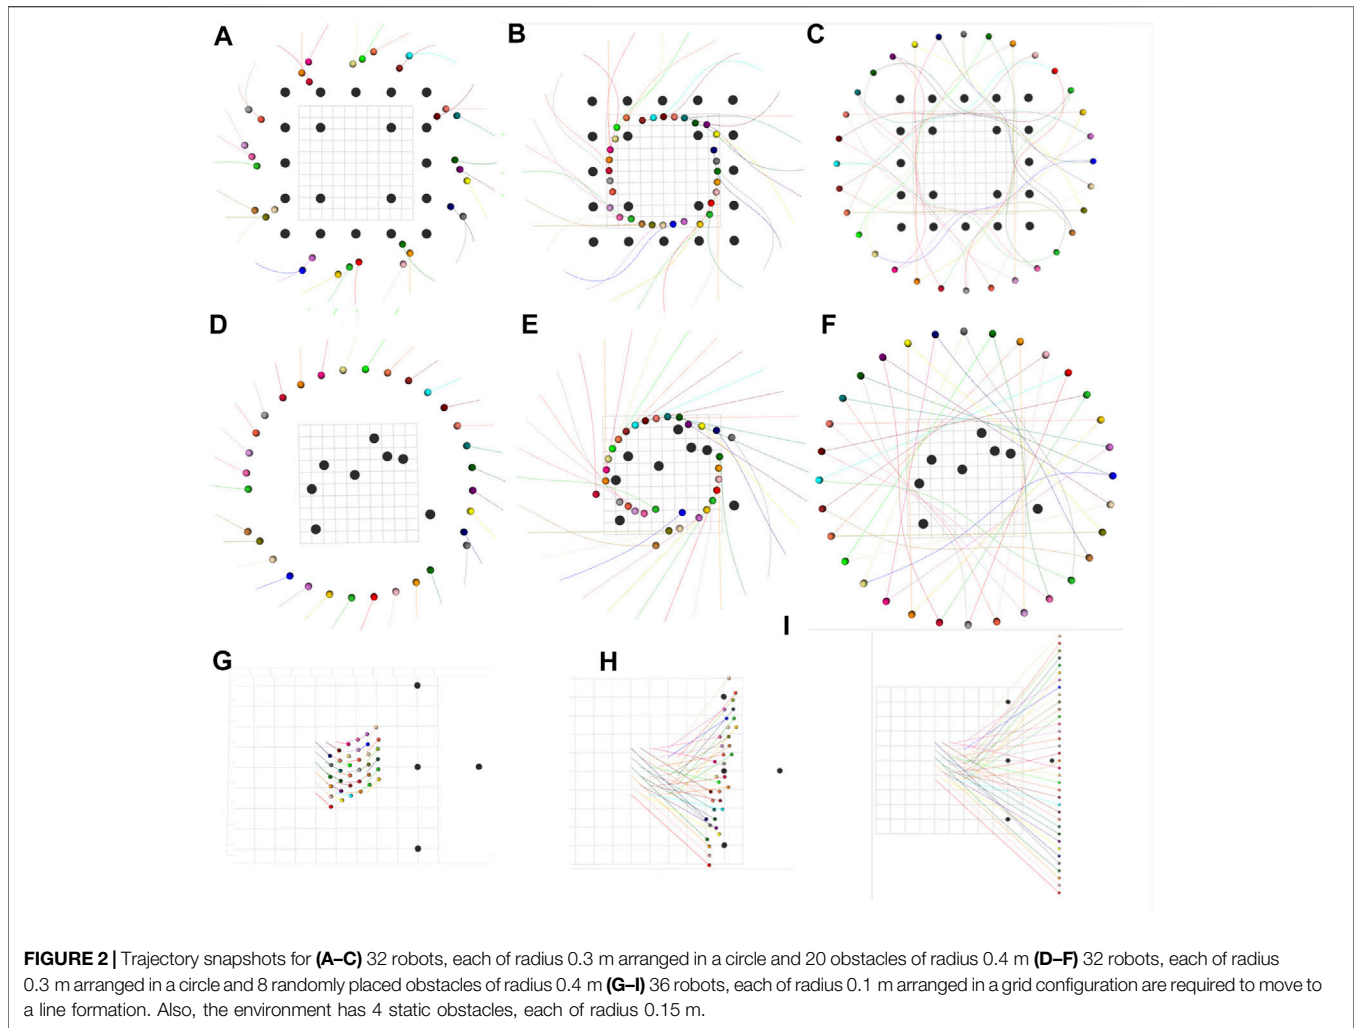 A
B
C
D
E
F
G
H
I
FIGURE 2 | Trajectory snapshots for (A–C) 32 robots, each of radius 0.3 m arranged in a circle and 20 obstacles of radius 0.4 m (D–F) 32 robots, each of radius
0.3 m arranged in a circle and 8 randomly placed obstacles of radius 0.4 m (G–I) 36 robots, each of radius 0.1 m arranged in a grid configuration are required to move to
a line formation. Also, the environment has 4 static obstacles, each of radius 0.15 m.